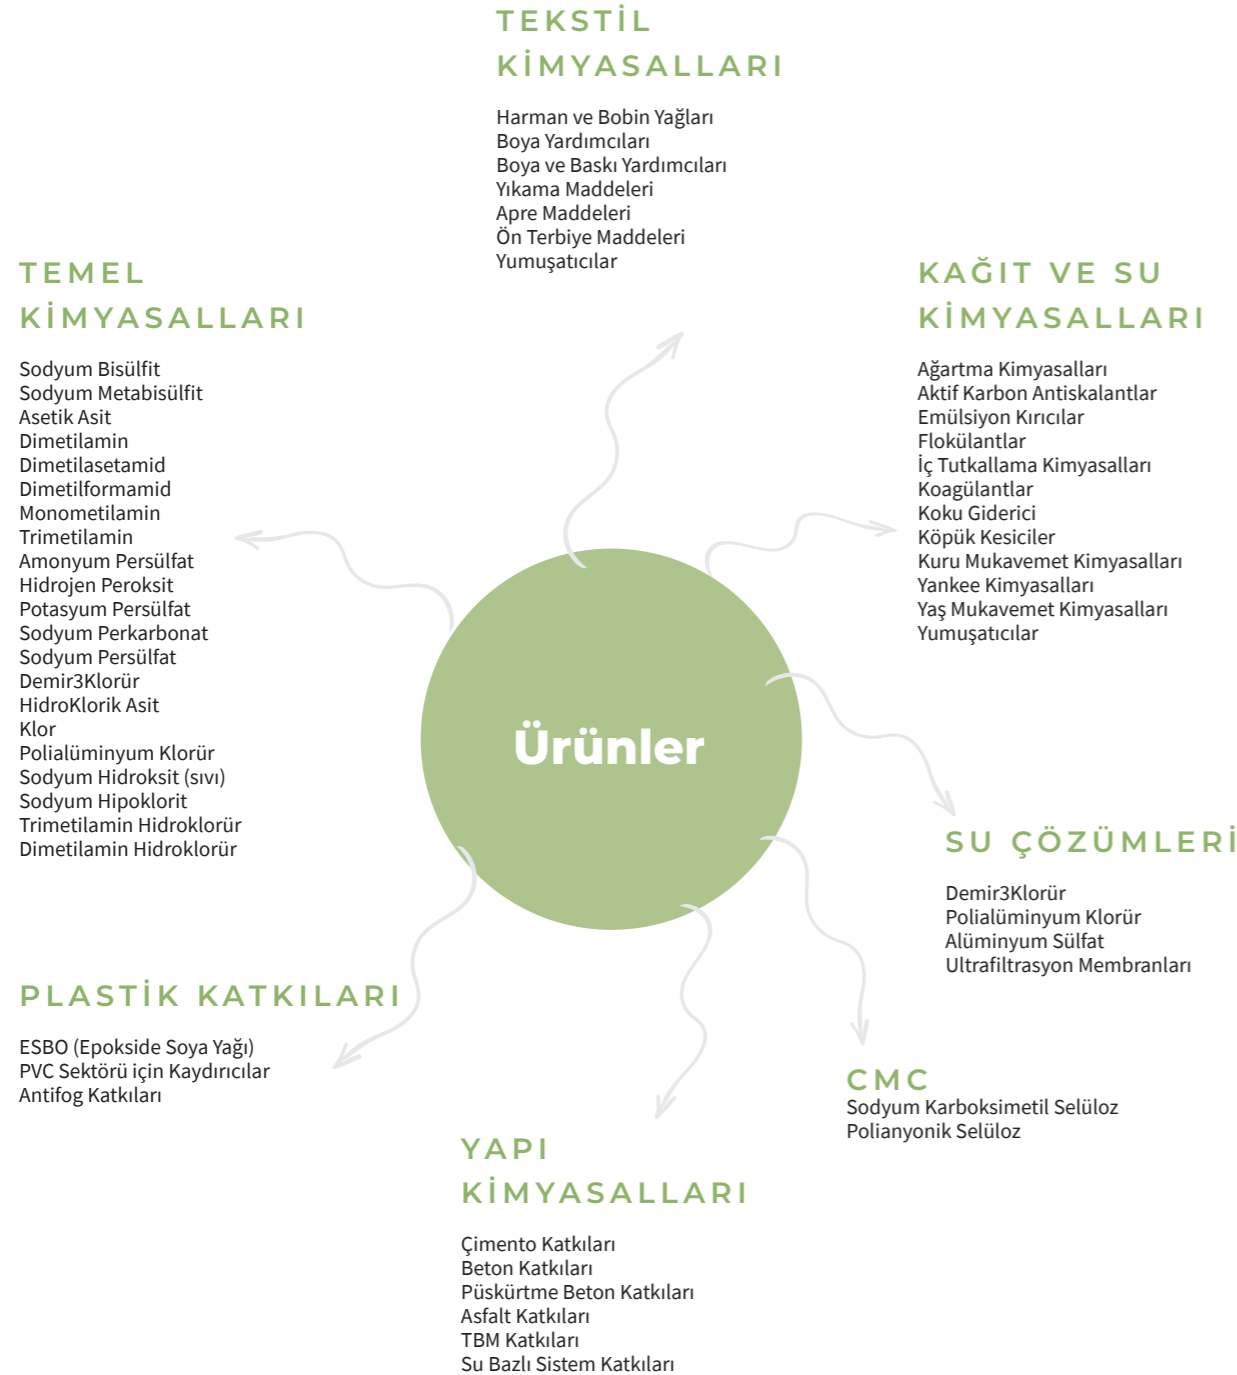 TEKSTİL
KİMYASALLARI
Harman ve Bobin Yağları
Boya Yardımcıları
Boya ve Baskı Yardımcıları
Yıkama Maddeleri
Apre Maddeleri
Ön Terbiye Maddeleri
Yumuşatıcılar
TEMEL
KİMYASALLARI
Sodyum Bisülfit
Sodyum Metabisülfit
Asetik Asit
Dimetilamin
Dimetilasetamid
Dimetilformamid
Monometilamin
Trimetilamin
Amonyum Persülfat
Hidrojen Peroksit
Potasyum Persülfat
Sodyum Perkarbonat
Sodyum Persülfat
Demir3Klorür
HidroKlorik Asit
Klor
Polialüminyum Klorür
Sodyum Hidroksit (sıvı)
Sodyum Hipoklorit
Trimetilamin Hidroklorür
Dimetilamin Hidroklorür
KAĞIT VE SU
KİMYASALLARI
Ağartma Kimyasalları
Aktif Karbon Antiskalantlar
Emülsiyon Kırıcılar
Flokülantlar
İç Tutkallama Kimyasalları
Koagülantlar
Koku Giderici
Köpük Kesiciler
Kuru Mukavemet Kimyasalları
Yankee Kimyasalları
Yaş Mukavemet Kimyasalları
Yumuşatıcılar
Ürünler
SU ÇÖZÜMLERİ
Demir3Klorür
Polialüminyum Klorür
Alüminyum Sülfat
Ultrafiltrasyon Membranları
PLASTİK KATKILARI
ESBO (Epokside Soya Yağı)
PVC Sektörü için Kaydırıcılar
Antifog Katkıları
CMC
Sodyum Karboksimetil Selüloz
Polianyonik Selüloz
YAPI
KİMYASALLARI
Çimento Katkıları
Beton Katkıları
Püskürtme Beton Katkıları
Asfalt Katkıları
TBM Katkıları
Su Bazlı Sistem Katkıları